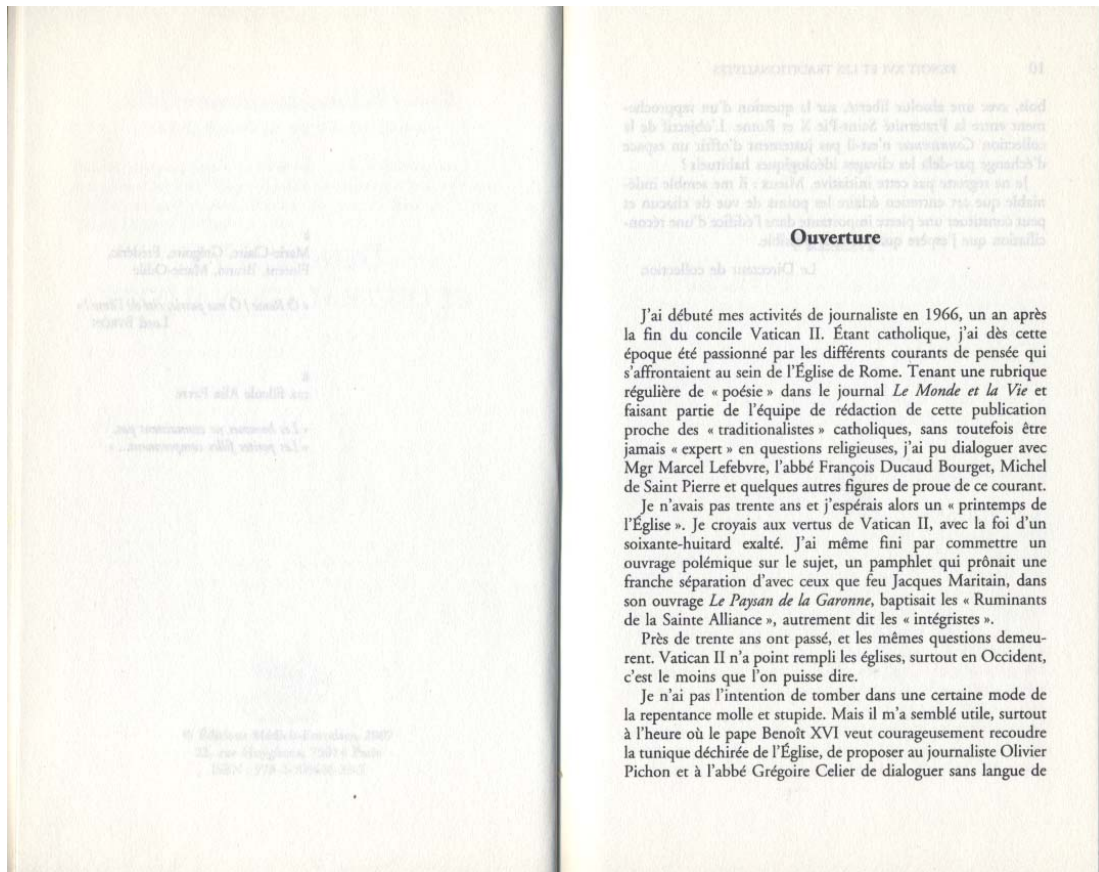 Ouverture
J'ai débuté mes activités de journaliste en 1966, un an après
la fin du concile Vatican II. Étant catholique, j'ai dès cette
époque été passionné par les différents courants de pensée qui
s'affrontaient au sein de l'Église de Rome. Tenant une rubrique
régulière de « poésie » dans le journal Le Monde et la Vie et
faisant partie de l'équipe de rédaction de cette publication
proche des « traditionalistes » catholiques, sans toutefois être
jamais « expert » en questions religieuses, j'ai pu dialoguer avec
Mgr Marcel Lefebvre, l'abbé François Ducaud Bourget, Michel
de Saint Pierre et quelques autres figures de proue de ce courant.
Je n'avais pas trente ans et j'espérais alors un « printemps de
l'Église ». Je croyais aux vertus de Vatican II, avec la foi d'un
soixante-huitard exalté. J'ai même fini par commettre un
ouvrage polémique sur le sujet, un pamphlet qui prônait une
franche séparation d'avec ceux que feu Jacques Maritain, dans
son ouvrage Le Paysan de la Garonne, baptisait les « Ruminants
de la Sainte Alliance », autrement dit les « intégristes ».
Près de trente ans ont passé, et les mêmes questions demeu-
rent. Vatican II n'a point rempli les églises, surtout en Occident,
c'est le moins que l'on puisse dire.
Je n'ai pas l'intention de tomber dans une certaine mode de
la repentance molle et stupide. Mais il m'a semblé utile, surtout
à l'heure où le pape Benoît XVI veut courageusement recoudre
la tunique déchirée de l'Église, de proposer au journaliste Olivier
Pichon et à l'abbé Grégoire Celier de dialoguer sans langue de